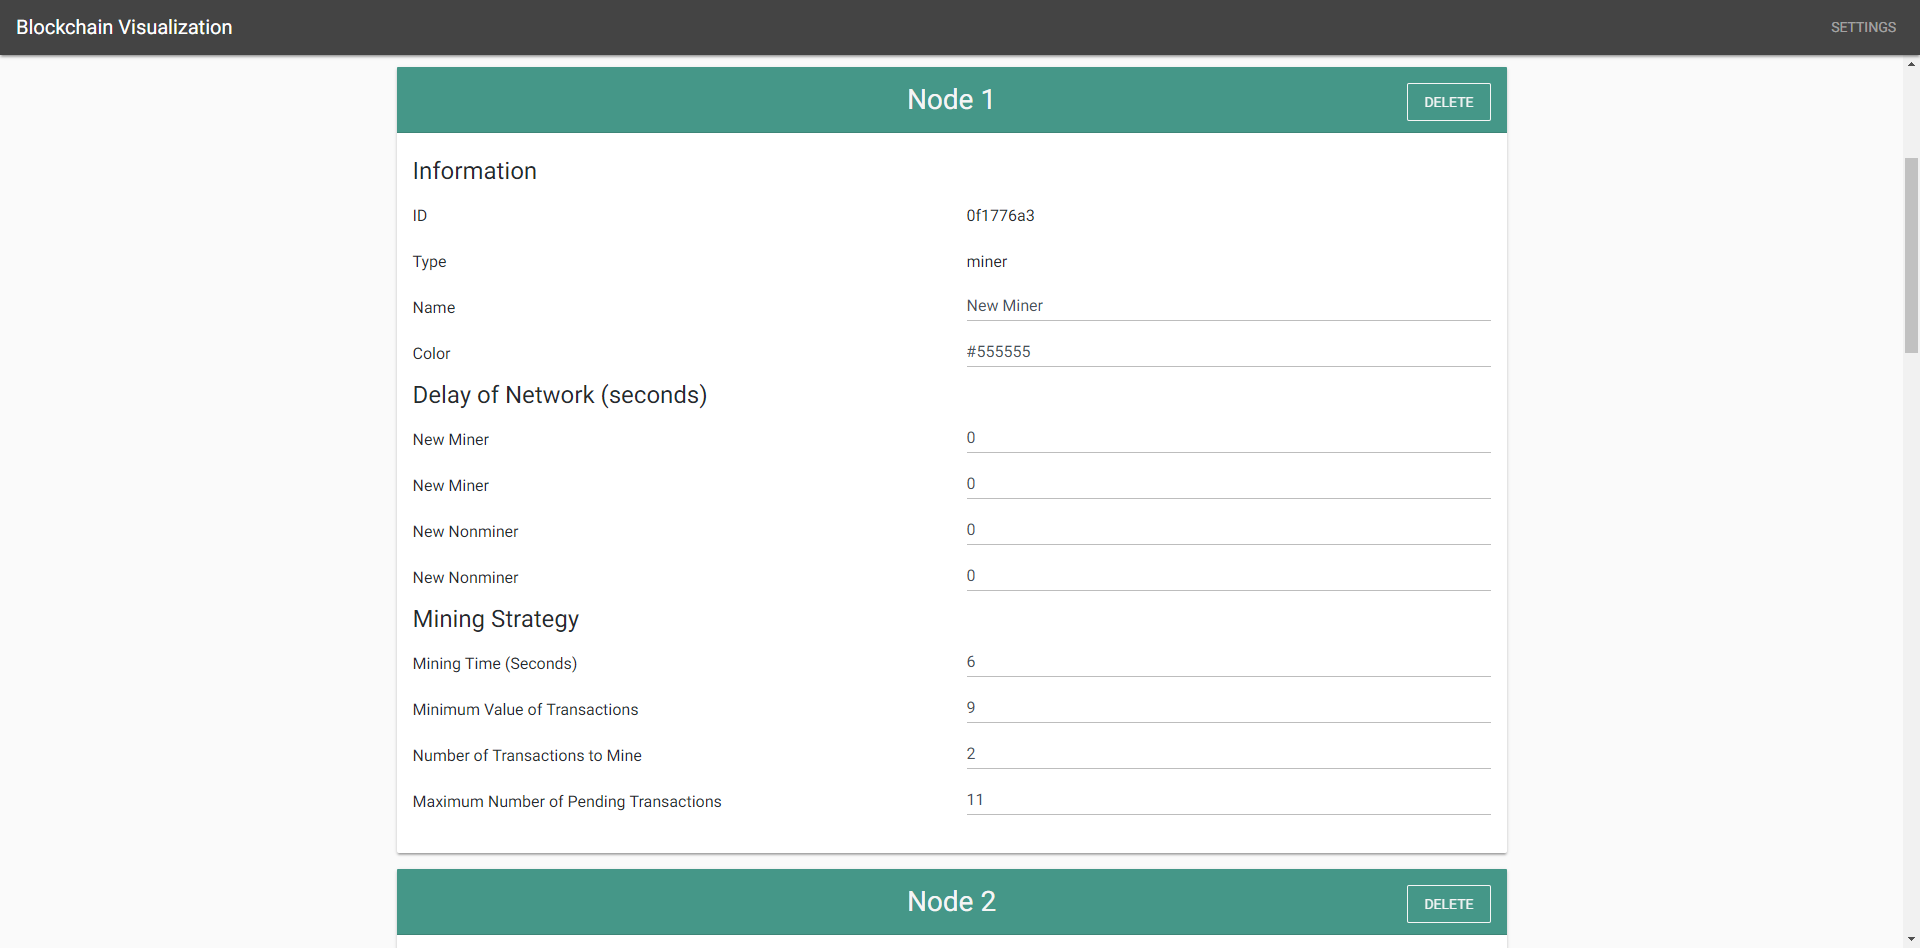 Blockchain Visualization
SETTINGS
Node 1
DELETE
Information
ID 0f1776a3
Type miner
Name New Miner
Color #555555
Delay of Network (seconds)
New Miner 0
New Miner 0
New Nonminer 0
New Nonminer 0
Mining Strategy
Mining Time (Seconds) 6
Minimum Value of Transactions 9
Number of Transactions to Mine 2
Maximum Number of Pending Transactions 11
Node 2
DELETE